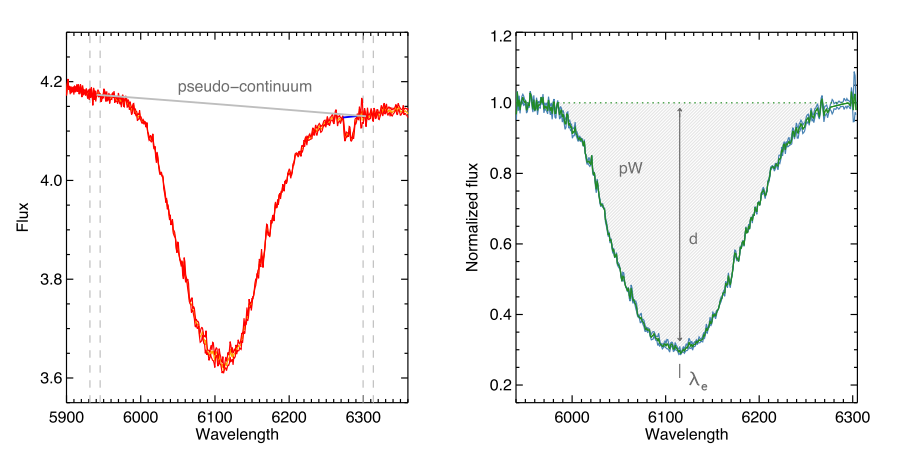 4.2
4.0
3.8
3.6
Flux
pseudo−continuum
5900 6000 6100 6200 6300
Wavelength
1.2
1.0
0.8
0.6
0.4
0.2
Normalized flux
pW
d
λe
6000 6100 6200 6300
Wavelength